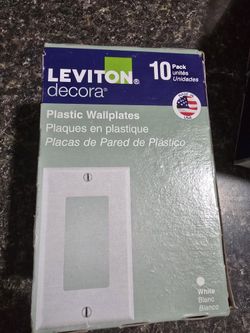 LEVITON®
decora®
10 Pack
unités
Unidades
Plastic Wallplates
Plaques en plastique
Placas de Pared de Plástico
White
Blanc
Blanco